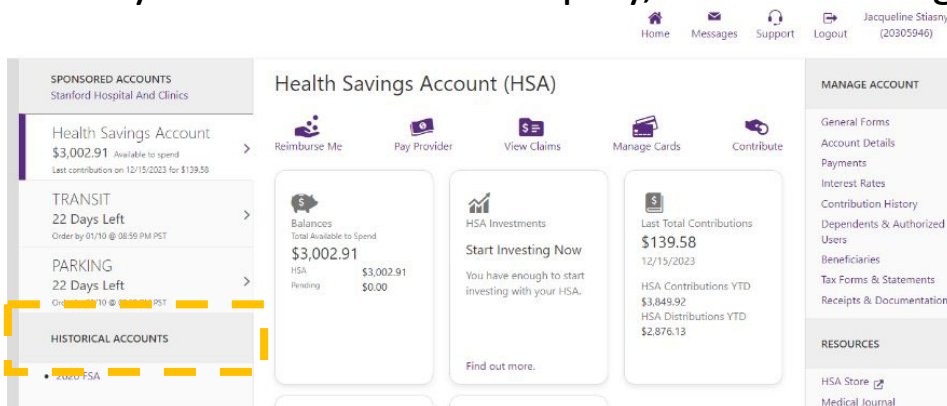 Home Messages Support Logout Jacqueline Stiasny
(20305946)
SPONSORED ACCOUNTS
Stanford Hospital And Clinics
Health Savings Account
$3,002.91 Available to spend
Last contribution on 12/15/2023 for $139.58
TRANSIT
22 Days Left
Order by 01/10 @ 08:59 PM PST
PARKING
22 Days Left
HISTORICAL ACCOUNTS
• 2020 FSA
Health Savings Account (HSA)
Reimburse Me Pay Provider View Claims Manage Cards Contribute
Balances
Total Available to Spend
$3,002.91
HSA $3,002.91
Pending $0.00
HSA Investments
Start Investing Now
You have enough to start
investing with your HSA.
Find out more.
Last Total Contributions
$139.58
12/15/2023
HSA Contributions YTD
$3,849.92
HSA Distributions YTD
$2,876.13
MANAGE ACCOUNT
General Forms
Account Details
Payments
Interest Rates
Contribution History
Dependents & Authorized
Users
Beneficiaries
Tax Forms & Statements
Receipts & Documentation
RESOURCES
HSA Store
Medical Journal